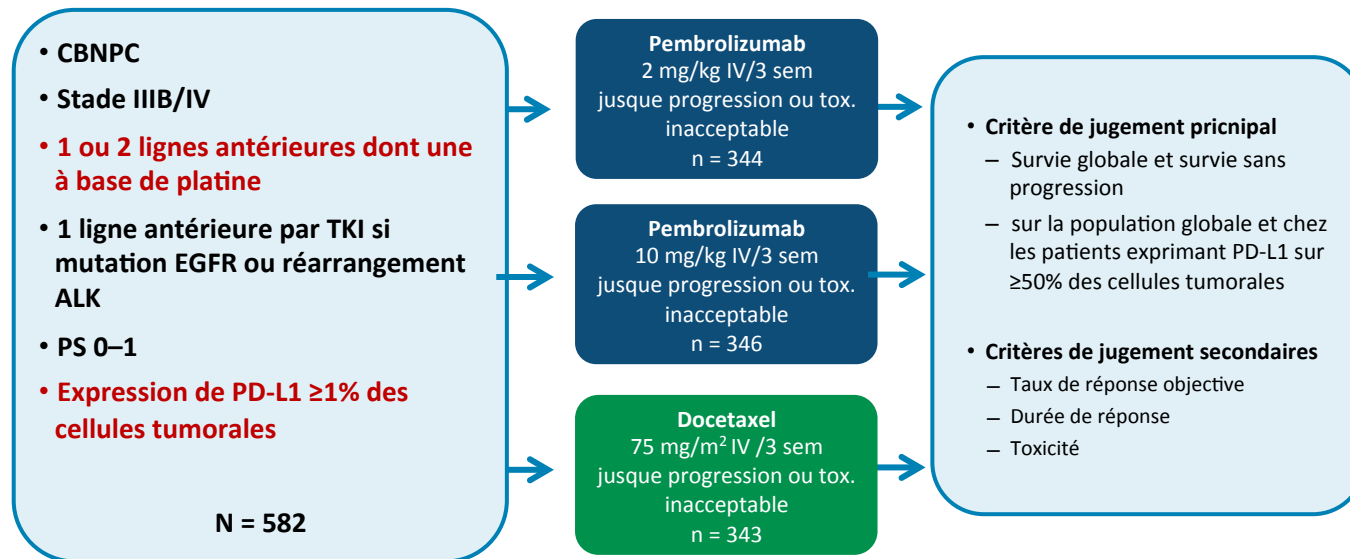 • CBNPC
• Stade IIIB/IV
• 1 ou 2 lignes antérieures dont une
à base de platine
• 1 ligne antérieure par TKI si
mutation EGFR ou réarrangement
ALK
• PS 0–1
• Expression de PD-L1 ≥1% des
cellules tumorales
N = 582
Pembrolizumab
2 mg/kg IV/3 sem
jusque progression ou tox.
inacceptable
n = 344
Pembrolizumab
10 mg/kg IV/3 sem
jusque progression ou tox.
inacceptable
n = 346
Docetaxel
75 mg/m² IV /3 sem
jusque progression ou tox.
inacceptable
n = 343
• Critère de jugement pricnipal
– Survie globale et survie sans
progression
– sur la population globale et chez
les patients exprimant PD-L1 sur
≥50% des cellules tumorales
• Critères de jugement secondaires
– Taux de réponse objective
– Durée de réponse
– Toxicité